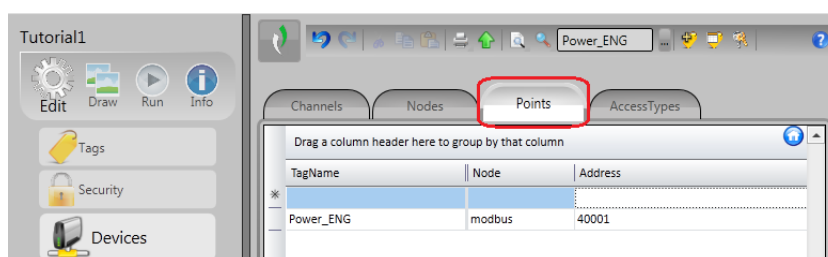 Tutorial1
Edit Draw Run Info
Tags
Security
Devices
Power_ENG ... ?
Channels Nodes Points AccessTypes
Drag a column header here to group by that column
TagName Node Address
*
Power_ENG modbus 40001